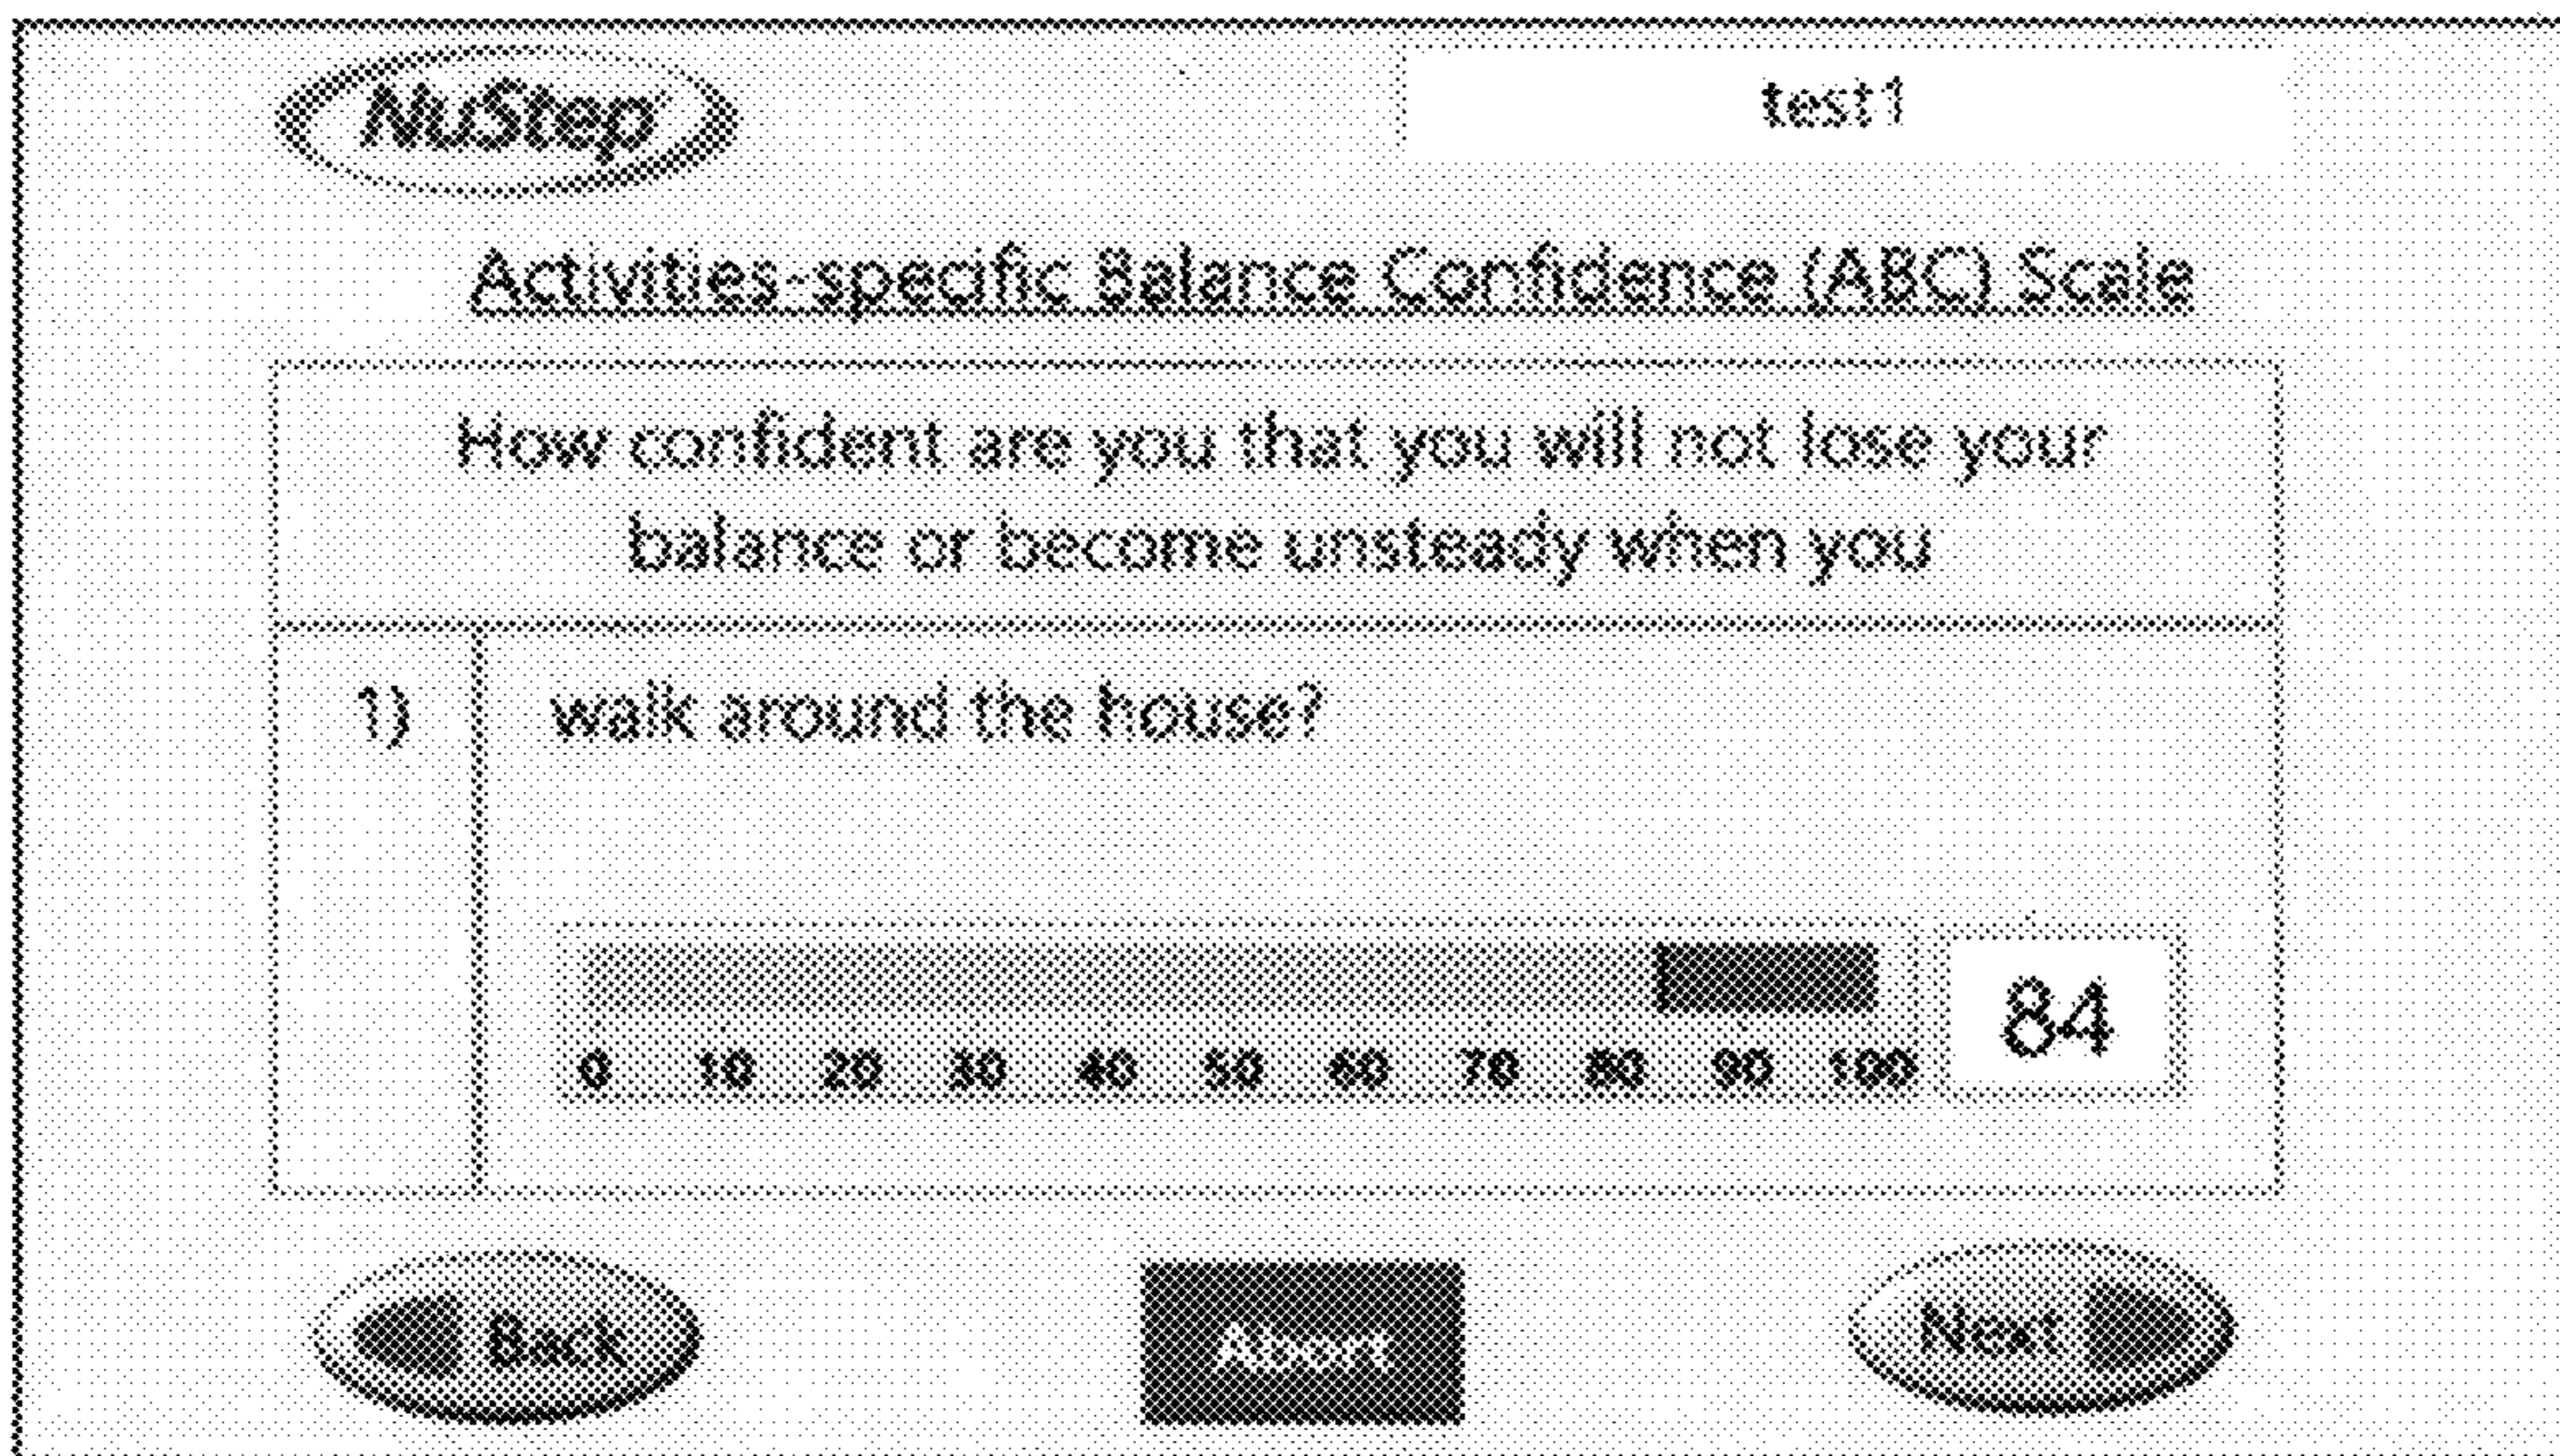 NuStep
test1
Activities-specific Balance Confidence (ABC) Scale
How confident are you that you will not lose your
balance or become unsteady when you
1) walk around the house?
84
0 10 20 30 40 50 60 70 80 90 100
Back Abort Next